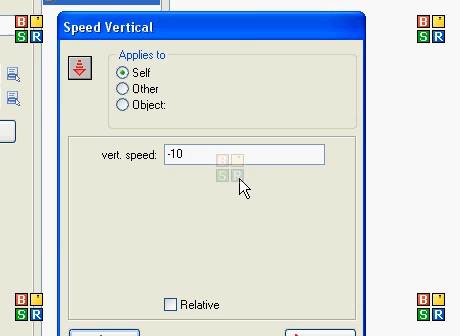 Speed Vertical
Applies to
Self
Other
Object:
vert. speed: -10
Relative
B
S R
B
S R
B
S R
B
S R
B
S R